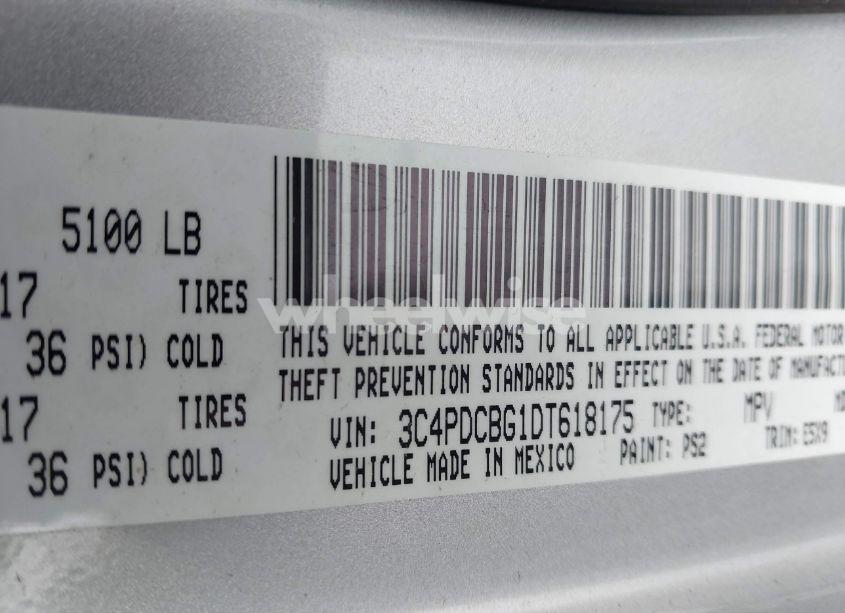 5100 LB
17 TIRES
36 PSI) COLD
17 TIRES
36 PSI) COLD
wheelwise
THIS VEHICLE CONFORMS TO ALL APPLICABLE U.S.A. FEDERAL MOTOR
THEFT PREVENTION STANDARDS IN EFFECT ON THE DATE OF
VIN: 3C4PDCBG1DT618175 TYPE: MPV
VEHICLE MADE IN MEXICO PAINT: PS2 TRIM: E5X9